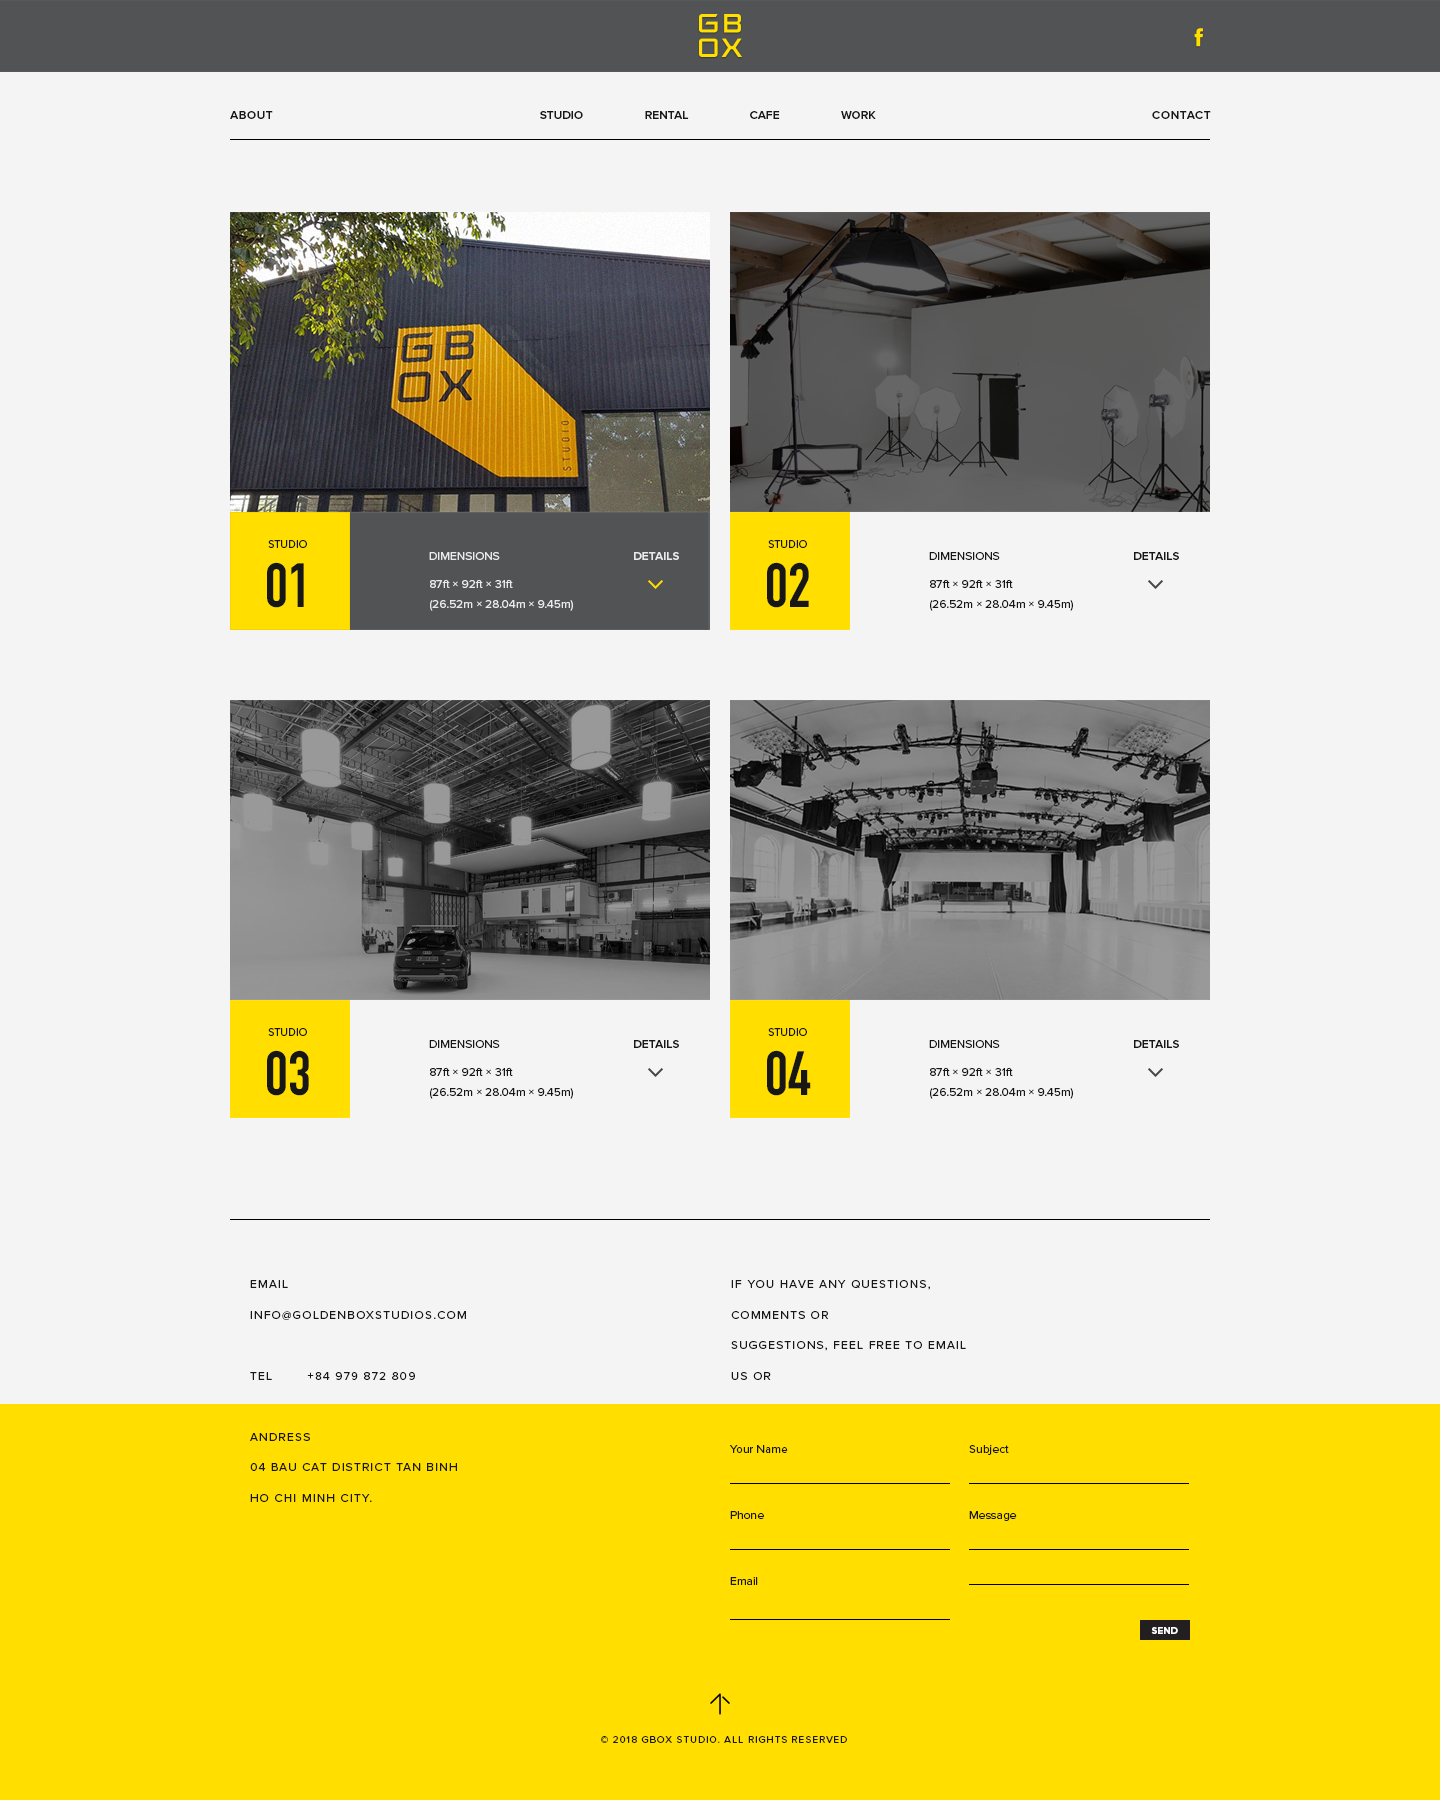 GB
OX
f
ABOUT STUDIO RENTAL CAFE WORK CONTACT
GB
OX
STUDIO
STUDIO
01
DIMENSIONS
87ft × 92ft × 31ft
(26.52m × 28.04m × 9.45m)
DETAILS
STUDIO
02
DIMENSIONS
87ft × 92ft × 31ft
(26.52m × 28.04m × 9.45m)
DETAILS
STUDIO
03
DIMENSIONS
87ft × 92ft × 31ft
(26.52m × 28.04m × 9.45m)
DETAILS
STUDIO
04
DIMENSIONS
87ft × 92ft × 31ft
(26.52m × 28.04m × 9.45m)
DETAILS
EMAIL
INFO@GOLDENBOXSTUDIOS.COM
TEL +84 979 872 809
ANDRESS
04 BAU CAT DISTRICT TAN BINH
HO CHI MINH CITY.
IF YOU HAVE ANY QUESTIONS,
COMMENTS OR
SUGGESTIONS, FEEL FREE TO EMAIL
US OR
Your Name
Subject
Phone
Message
Email
SEND
© 2018 GBOX STUDIO. ALL RIGHTS RESERVED